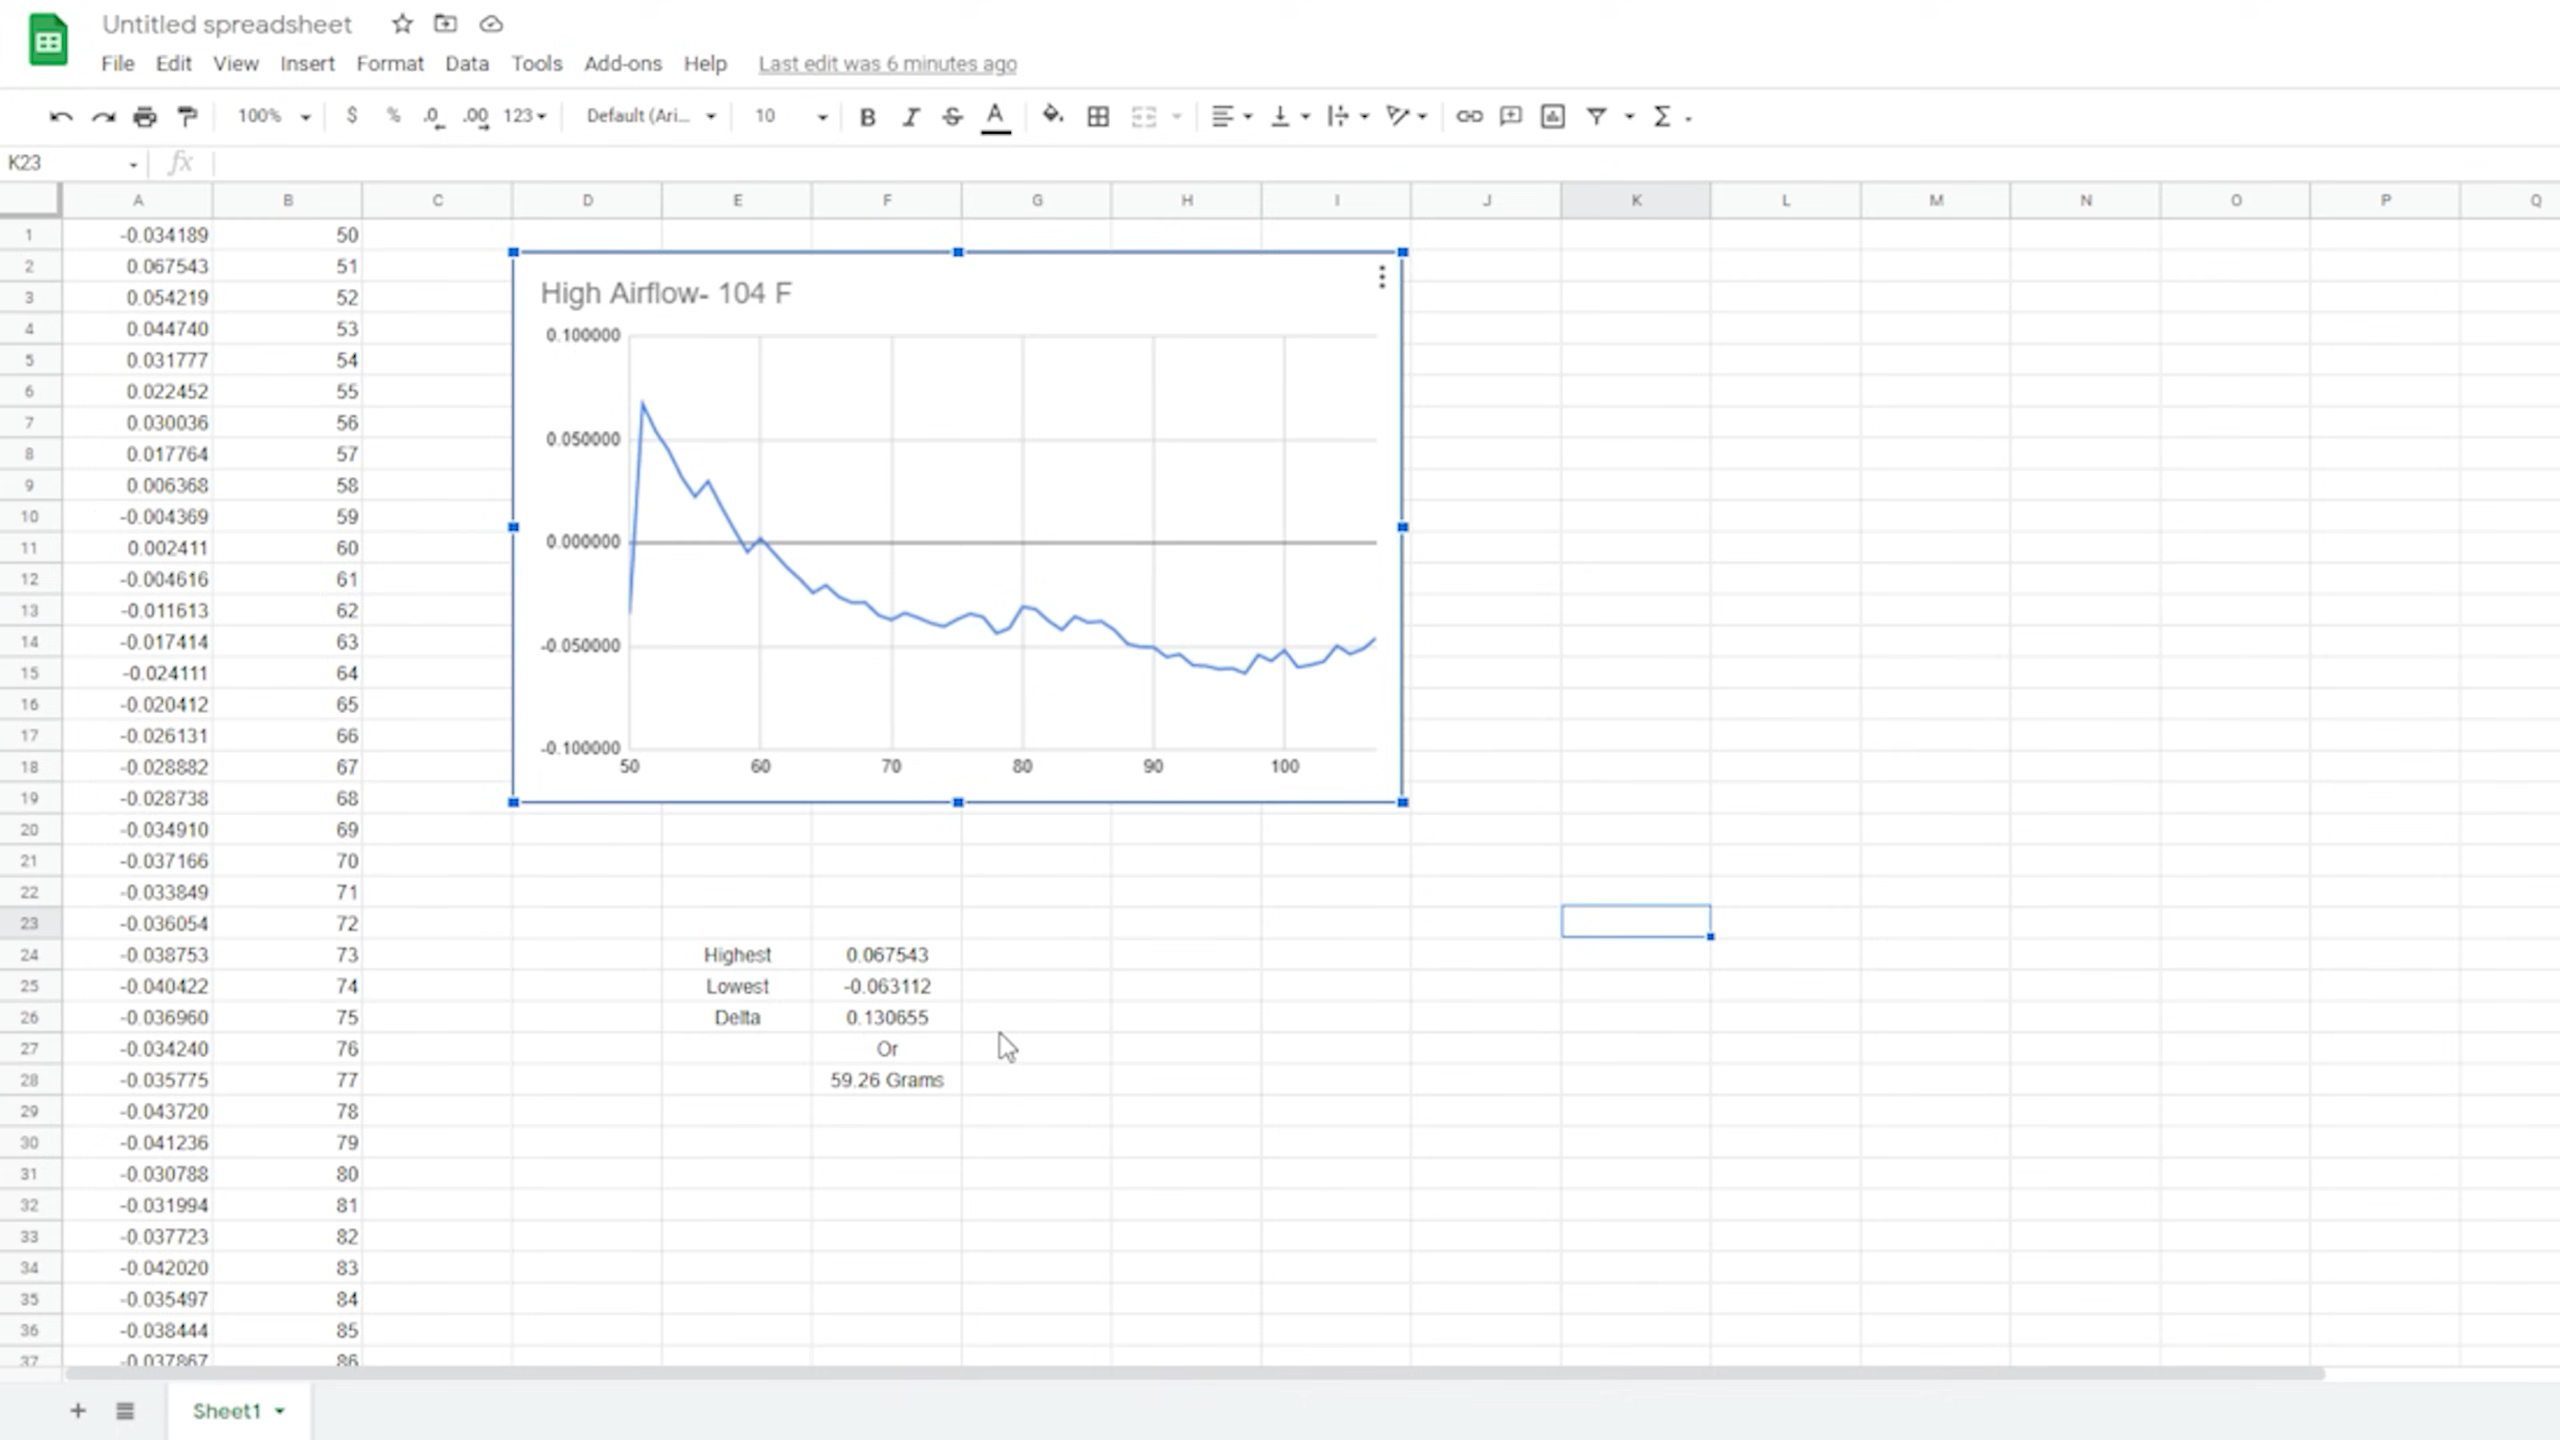 Untitled spreadsheet
File Edit View Insert Format Data Tools Add-ons Help Last edit was 6 minutes ago
100% $ % .0 .00 123 Default (Ari... 10 B I S A Σ
K23 fx
A B C D E F G H I J K L M N O P Q
1 -0.034189 50
2 0.067543 51
3 0.054219 52
4 0.044740 53
5 0.031777 54
6 0.022452 55
7 0.030036 56
8 0.017764 57
9 0.006368 58
10 -0.004369 59
11 0.002411 60
12 -0.004616 61
13 -0.011613 62
14 -0.017414 63
15 -0.024111 64
16 -0.020412 65
17 -0.026131 66
18 -0.028882 67
19 -0.028738 68
20 -0.034910 69
21 -0.037166 70
22 -0.033849 71
23 -0.036054 72
24 -0.038753 73
25 -0.040422 74
26 -0.036960 75
27 -0.034240 76
28 -0.035775 77
29 -0.043720 78
30 -0.041236 79
31 -0.030788 80
32 -0.031994 81
33 -0.037723 82
34 -0.042020 83
35 -0.035497 84
36 -0.038444 85
37 -0.037867 86
High Airflow- 104 F
0.100000
0.050000
0.000000
-0.050000
-0.100000
50 60 70 80 90 100
Highest 0.067543
Lowest -0.063112
Delta 0.130655
Or
59.26 Grams
+ Sheet1